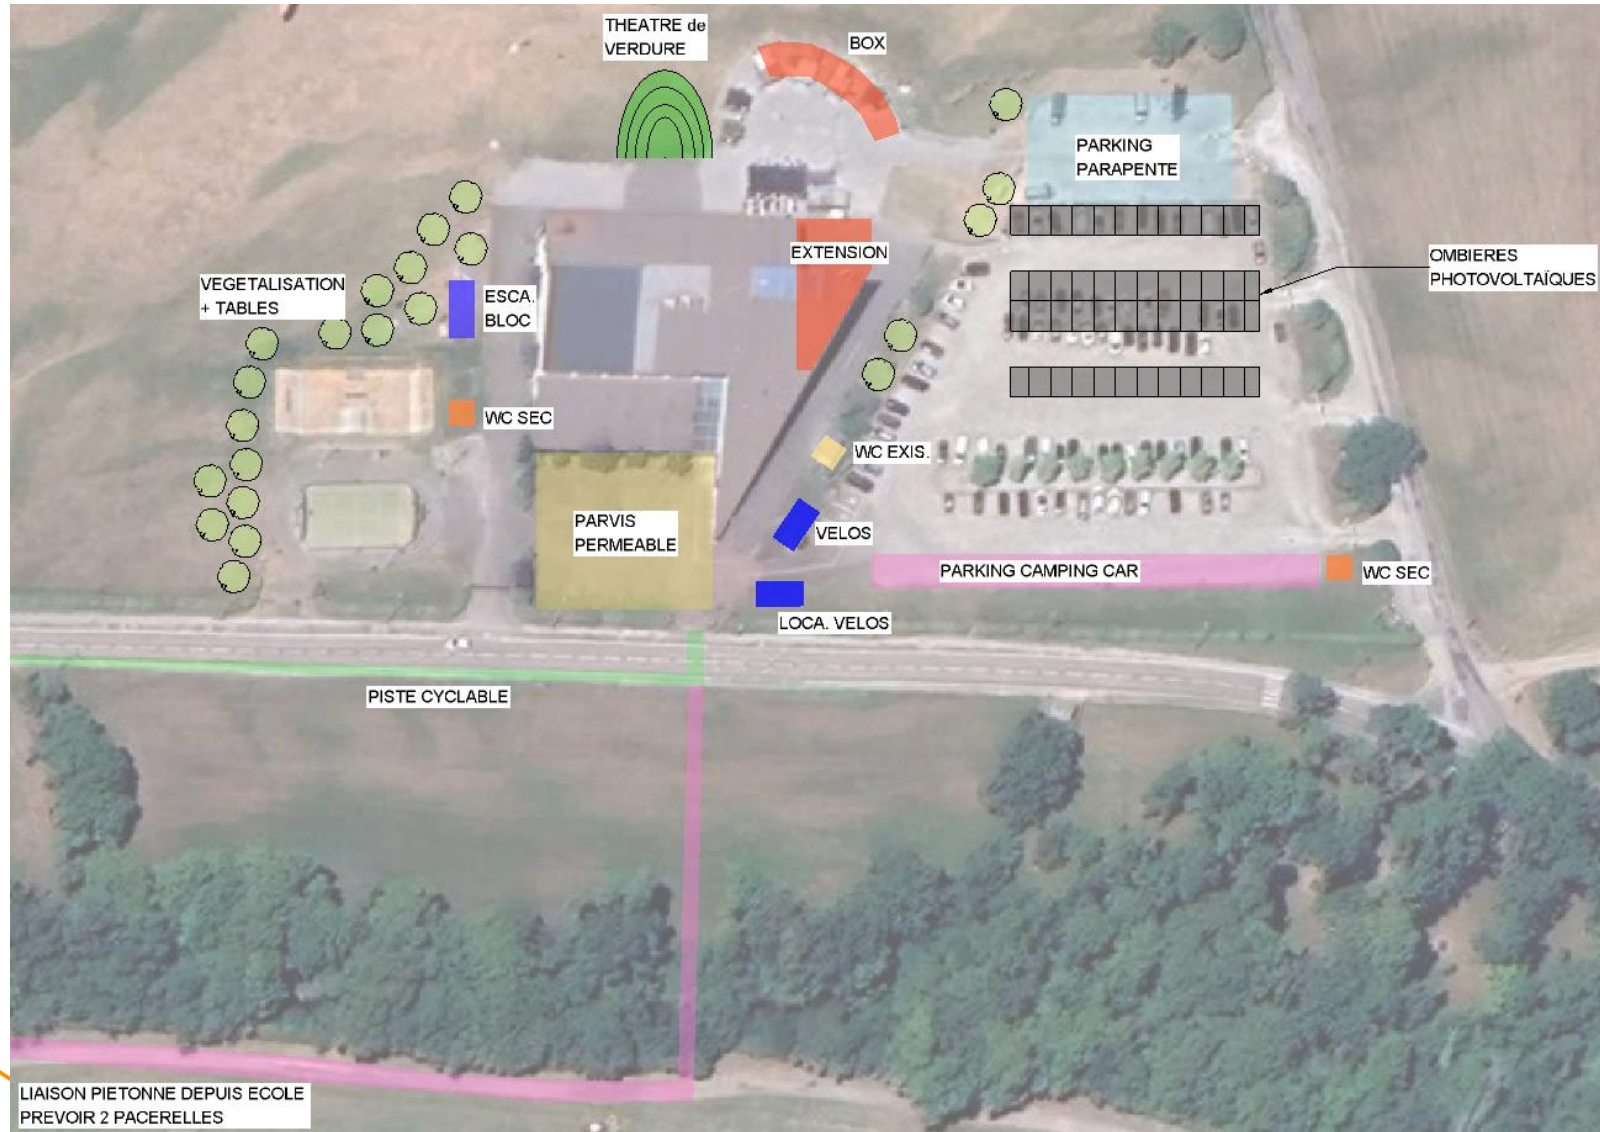 THEATRE de
VERDURE
BOX
PARKING
PARAPENTE
EXTENSION
OMBIERES
PHOTOVOLTAÏQUES
VEGETALISATION
+ TABLES
ESCA.
BLOC
WC SEC
WC EXIS.
PARVIS
PERMEABLE
VELOS
PARKING CAMPING CAR
WC SEC
LOCA. VELOS
PISTE CYCLABLE
LIAISON PIETONNE DEPUIS ECOLE
PREVOIR 2 PACERELLES